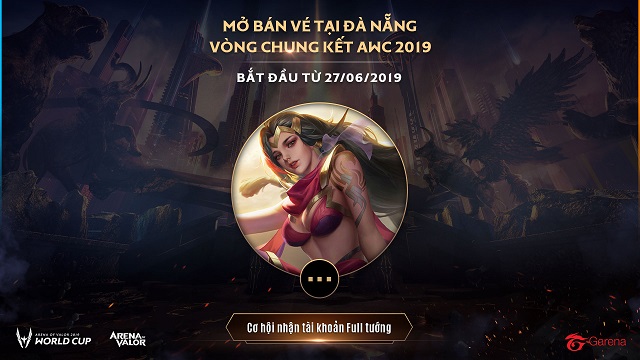 MỞ BÁN VÉ TẠI ĐÀ NẴNG
VÒNG CHUNG KẾT AWC 2019
BẮT ĐẦU TỪ 27/06/2019
Cơ hội nhận tài khoản Full tướng
ARENA OF VALOR 2019
WORLD CUP
ARENA OF
VALOR
Garena